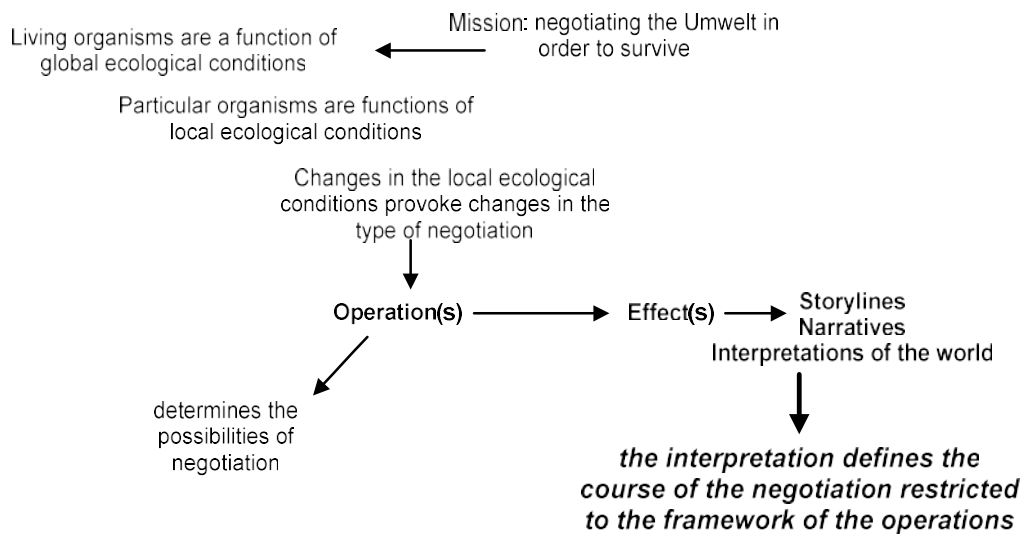 Mission: negotiating the Umwelt in
order to survive
Living organisms are a function of
global ecological conditions
Particular organisms are functions of
local ecological conditions
Changes in the local ecological
conditions provoke changes in the
type of negotiation
Operation(s)
Effect(s)
Storylines
Narratives
Interpretations of the world
determines the
possibilities of
negotiation
the interpretation defines the
course of the negotiation restricted
to the framework of the operations